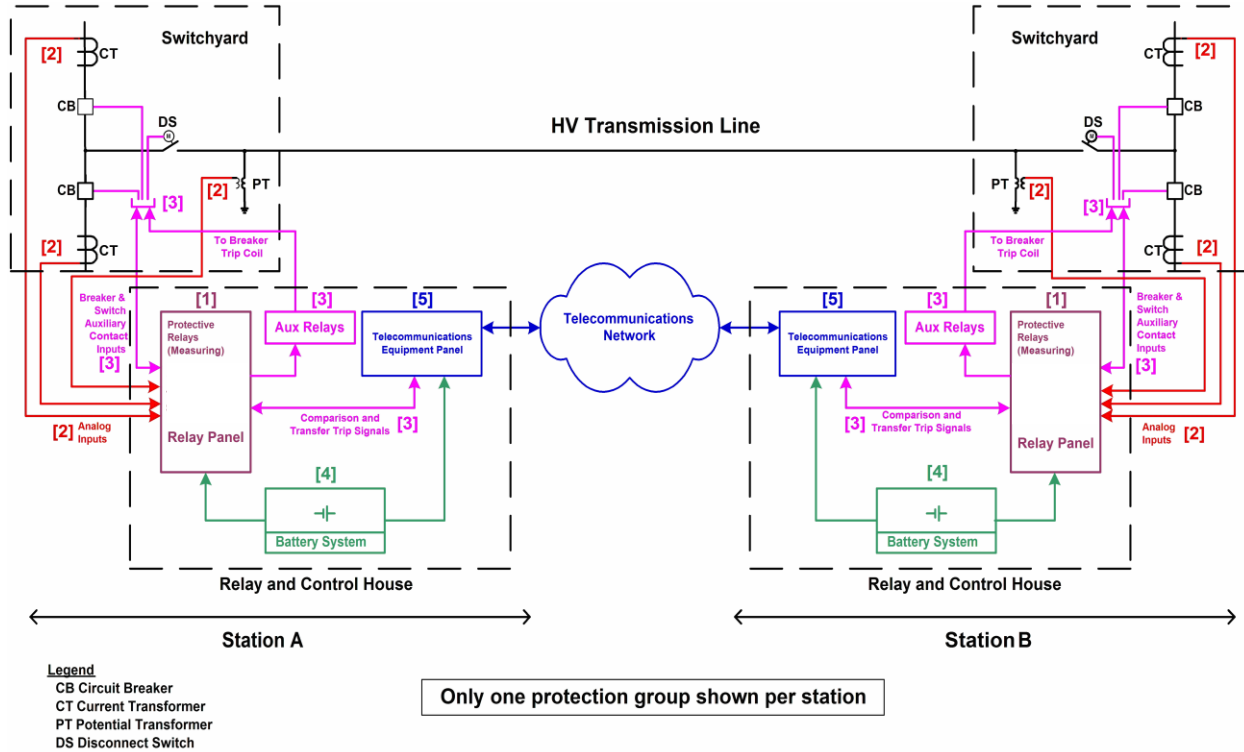 Switchyard
[2]
CT
CB
DS
M
CB
[2]
PT
[3]
[2]
CT
To Breaker
Trip Coil
HV Transmission Line
Switchyard
[2]
CT
CB
DS
M
PT
[2]
CB
[3]
CT
[2]
To Breaker
Trip Coil
Breaker &
Switch
Auxiliary
Contact
Inputs
[3]
[2] Analog
Inputs
[1]
Protective
Relays
(Measuring)
Relay Panel
[3]
Aux Relays
[5]
Telecommunications
Equipment Panel
Comparison and
Transfer Trip Signals
[3]
[4]
Battery System
Relay and Control House
Station A
Telecommunications
Network
[5]
Telecommunications
Equipment Panel
[3]
Aux Relays
[1]
Protective
Relays
(Measuring)
Relay Panel
Breaker &
Switch
Auxiliary
Contact
Inputs
[3]
Analog
Inputs
[2]
Comparison and
[3] Transfer Trip Signals
[4]
Battery System
Relay and Control House
Station B
Legend
CB Circuit Breaker
CT Current Transformer
PT Potential Transformer
DS Disconnect Switch
Only one protection group shown per station